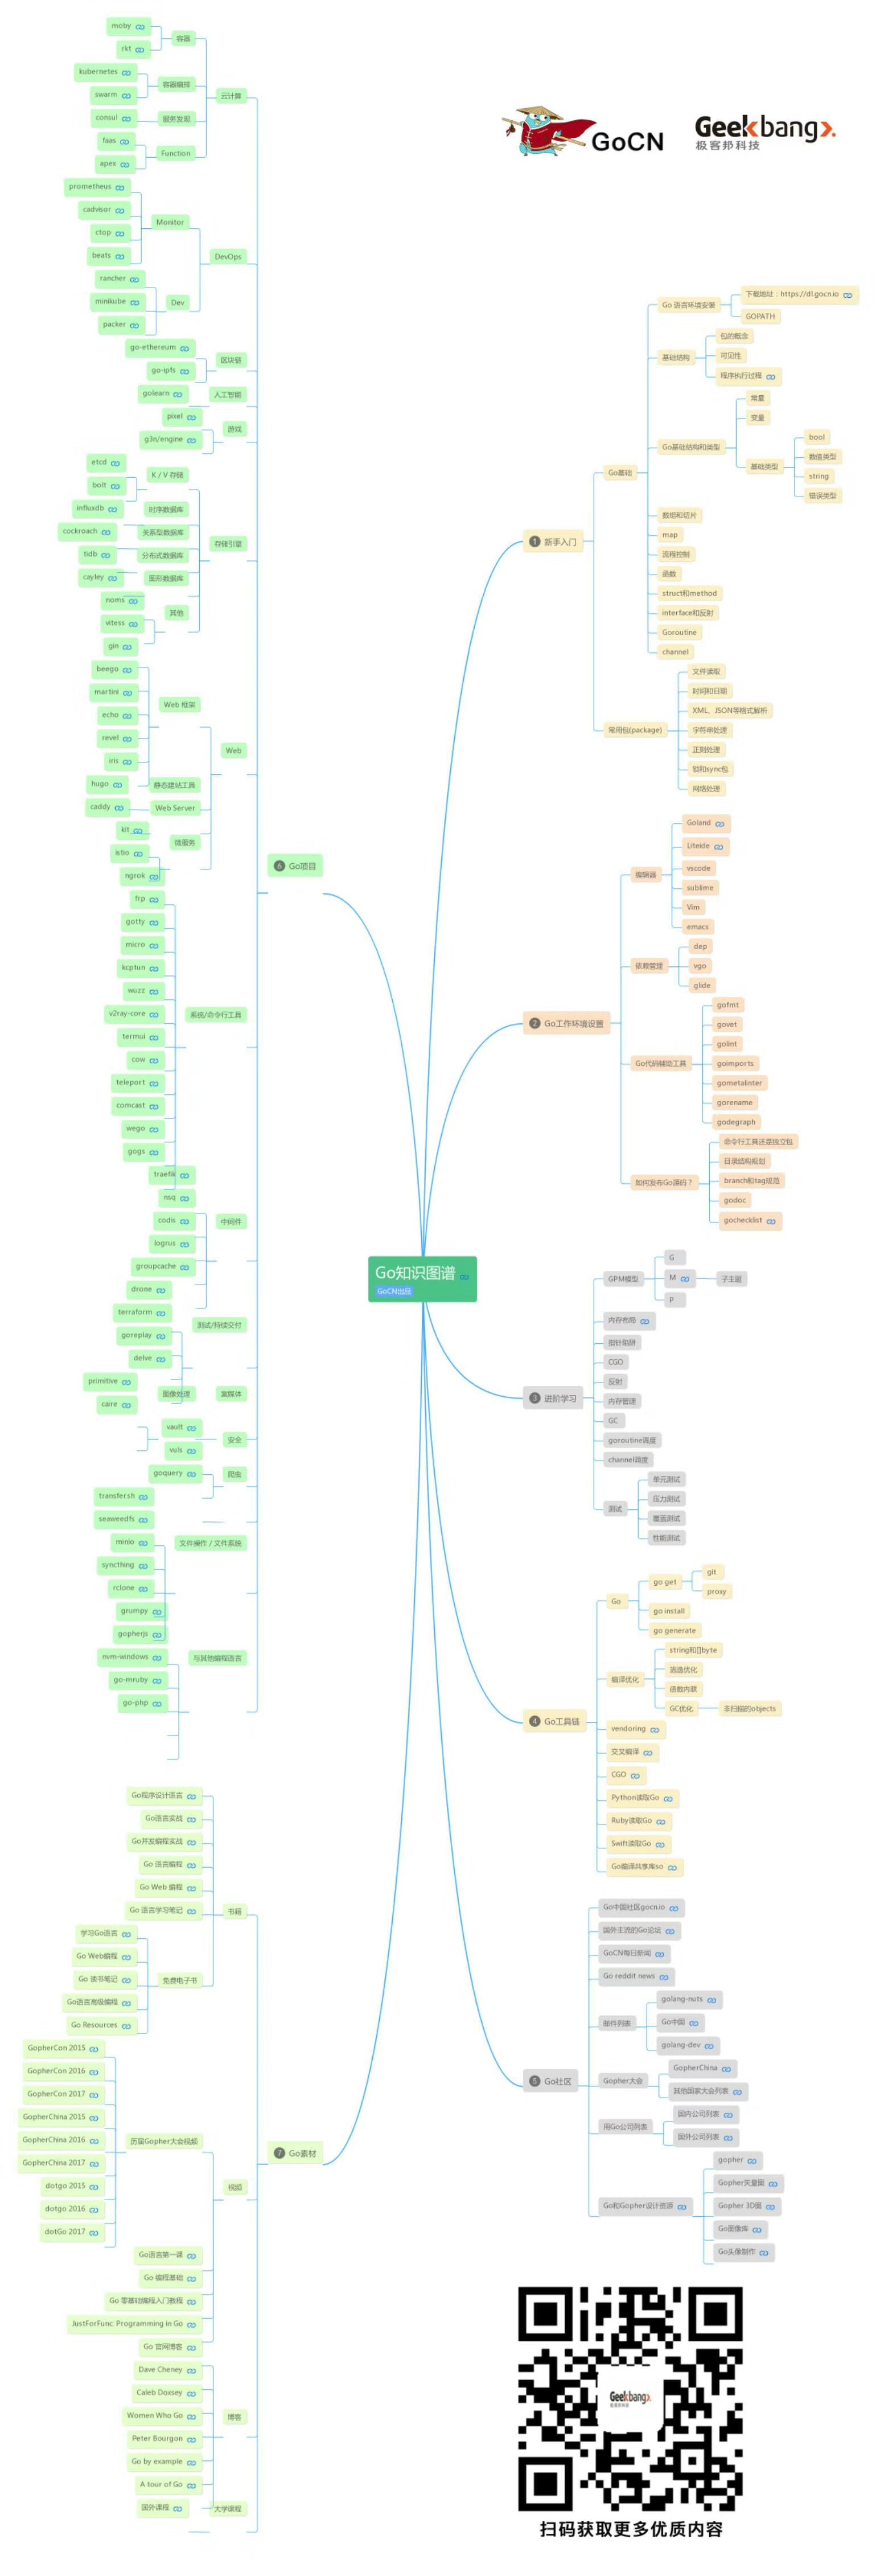 GoCN
Geekbang>.
极客邦科技
Go知识图谱
GoCN出品
1 新手入门
Go基础
Go 语言环境安装
下载地址：https://dl.gocn.io
GOPATH
基础结构
包的概念
可见性
程序执行过程
Go基础结构和类型
常量
变量
基础类型
bool
数值类型
string
错误类型
数组和切片
map
流程控制
函数
struct和method
interface和反射
Goroutine
channel
常用包(package)
文件读取
时间和日期
XML、JSON等格式解析
字符串处理
正则处理
锁和sync包
网络处理
2 Go工作环境设置
编辑器
Goland
Liteide
vscode
sublime
Vim
emacs
依赖管理
dep
vgo
glide
Go代码辅助工具
gofmt
govet
golint
goimports
gometalinter
gorename
godegraph
如何发布Go源码？
命令行工具还是独立包
目录结构规划
branch和tag规范
godoc
gochecklist
3 进阶学习
GPM模型
G
M
子主题
P
内存布局
指针陷阱
CGO
反射
内存管理
GC
goroutine调度
channel调度
测试
单元测试
压力测试
覆盖测试
性能测试
4 Go工具链
Go
go get
git
proxy
go install
go generate
编译优化
string和[]byte
逃逸优化
函数内联
GC优化
非扫描的objects
vendoring
交叉编译
CGO
Python读取Go
Ruby读取Go
Swift读取Go
Go编译共享库so
5 Go社区
Go中国社区gocn.io
国外主流的Go论坛
GoCN每日新闻
Go reddit news
邮件列表
golang-nuts
Go中国
golang-dev
Gopher大会
GopherChina
其他国家大会列表
用Go公司列表
国内公司列表
国外公司列表
Go和Gopher设计资源
gopher
Gopher矢量图
Gopher 3D图
Go图像库
Go头像制作
6 Go项目
云计算
容器
moby
rkt
容器编排
kubernetes
swarm
服务发现
consul
Function
faas
apex
DevOps
Monitor
prometheus
cadvisor
ctop
beats
Dev
rancher
minikube
packer
区块链
go-ethereum
go-ipfs
人工智能
golearn
游戏
pixel
g3n/engine
存储引擎
K / V 存储
etcd
bolt
时序数据库
influxdb
关系型数据库
cockroach
分布式数据库
tidb
图形数据库
cayley
其他
noms
vitess
gin
Web
Web 框架
beego
martini
echo
revel
iris
静态建站工具
hugo
Web Server
caddy
微服务
kit
istio
ngrok
系统/命令行工具
frp
gotty
micro
kcptun
wuzz
v2ray-core
termui
cow
teleport
comcast
wego
gogs
traefik
nsq
中间件
codis
logrus
groupcache
drone
测试/持续交付
terraform
goreplay
delve
富媒体
图像处理
primitive
caire
安全
vault
vuls
爬虫
goquery
transfer.sh
seaweedfs
文件操作 / 文件系统
minio
syncthing
rclone
grumpy
gopherjs
与其他编程语言
nvm-windows
go-mruby
go-php
7 Go素材
书籍
Go程序设计语言
Go语言实战
Go并发编程实战
Go 语言编程
Go Web 编程
Go 语言学习笔记
免费电子书
学习Go语言
Go Web编程
Go 读书笔记
Go语言高级编程
Go Resources
视频
历届Gopher大会视频
GopherCon 2015
GopherCon 2016
GopherCon 2017
GopherChina 2015
GopherChina 2016
GopherChina 2017
dotgo 2015
dotgo 2016
dotGo 2017
Go语言第一课
Go 编程基础
Go 零基础编程入门教程
JustForFunc: Programming in Go
Go 官网博客
博客
Dave Cheney
Caleb Doxsey
Women Who Go
Peter Bourgon
Go by example
A tour of Go
大学课程
国外课程
Geekbang>.
极客邦科技
扫码获取更多优质内容